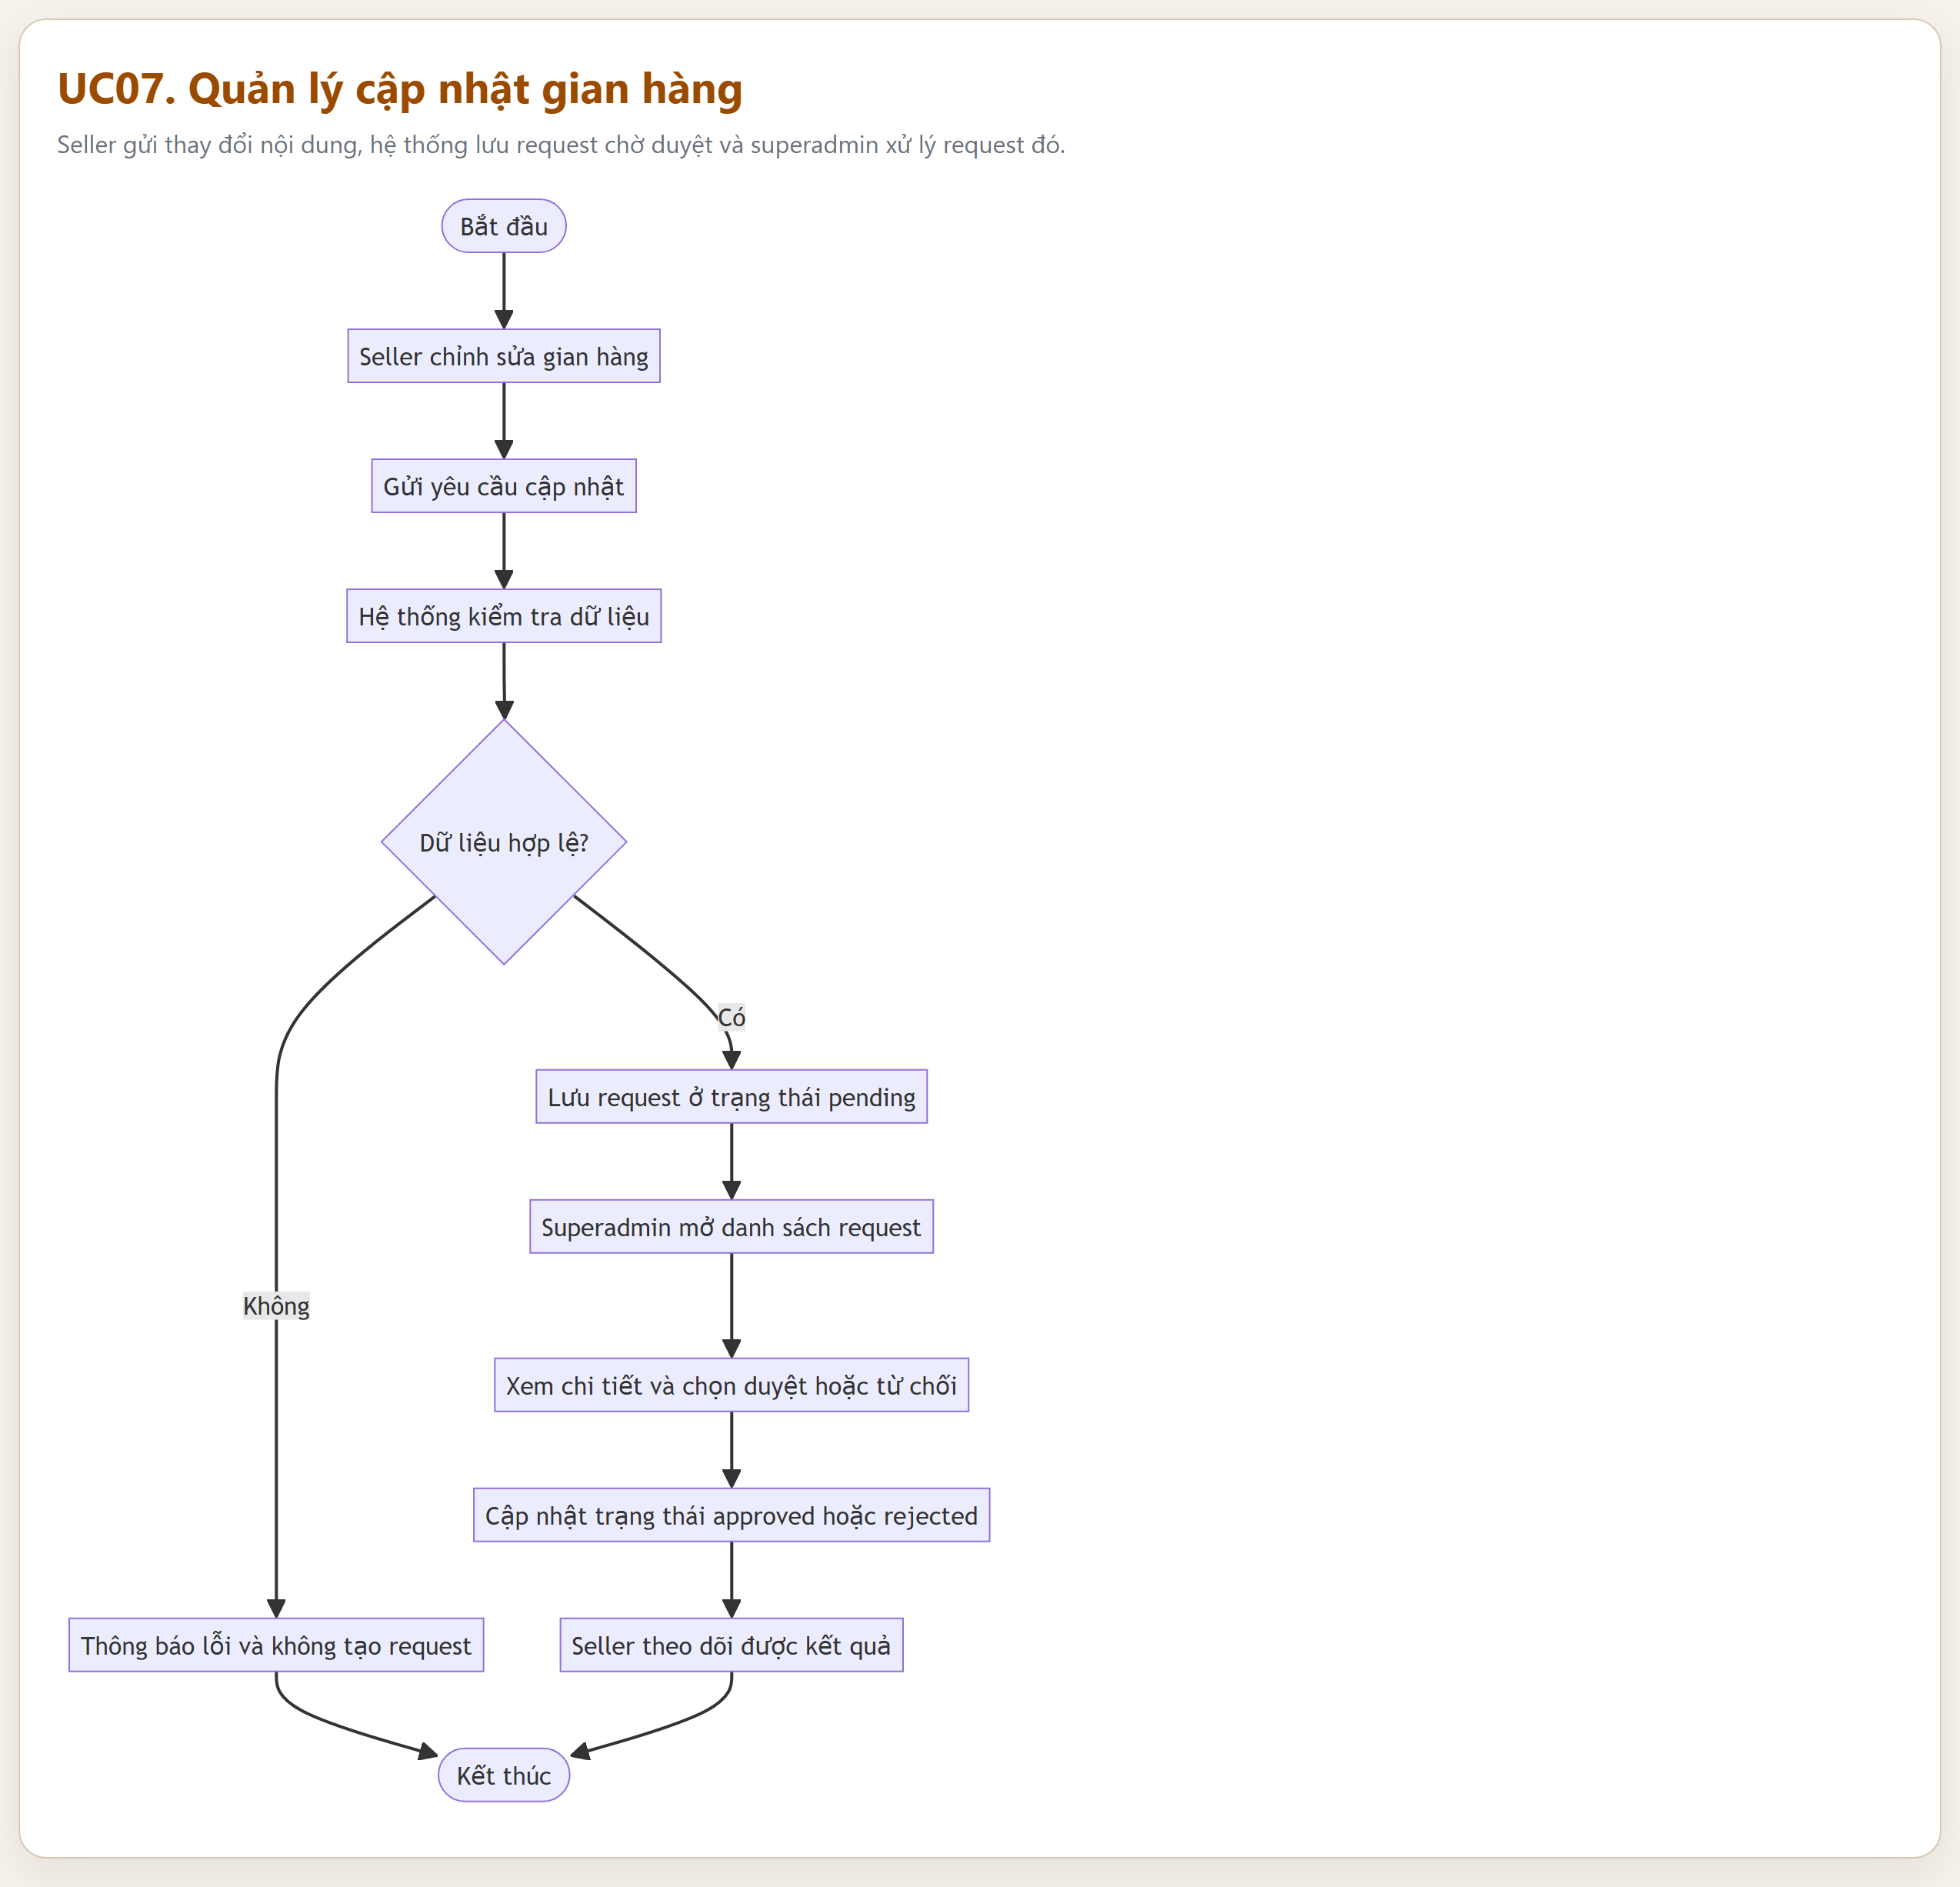 UC07. Quản lý cập nhật gian hàng
Seller gửi thay đổi nội dung, hệ thống lưu request chờ duyệt và superadmin xử lý request đó.
Bắt đầu
Seller chỉnh sửa gian hàng
Gửi yêu cầu cập nhật
Hệ thống kiểm tra dữ liệu
Dữ liệu hợp lệ?
Có
Lưu request ở trạng thái pending
Superadmin mở danh sách request
Không
Xem chi tiết và chọn duyệt hoặc từ chối
Cập nhật trạng thái approved hoặc rejected
Thông báo lỗi và không tạo request
Seller theo dõi được kết quả
Kết thúc